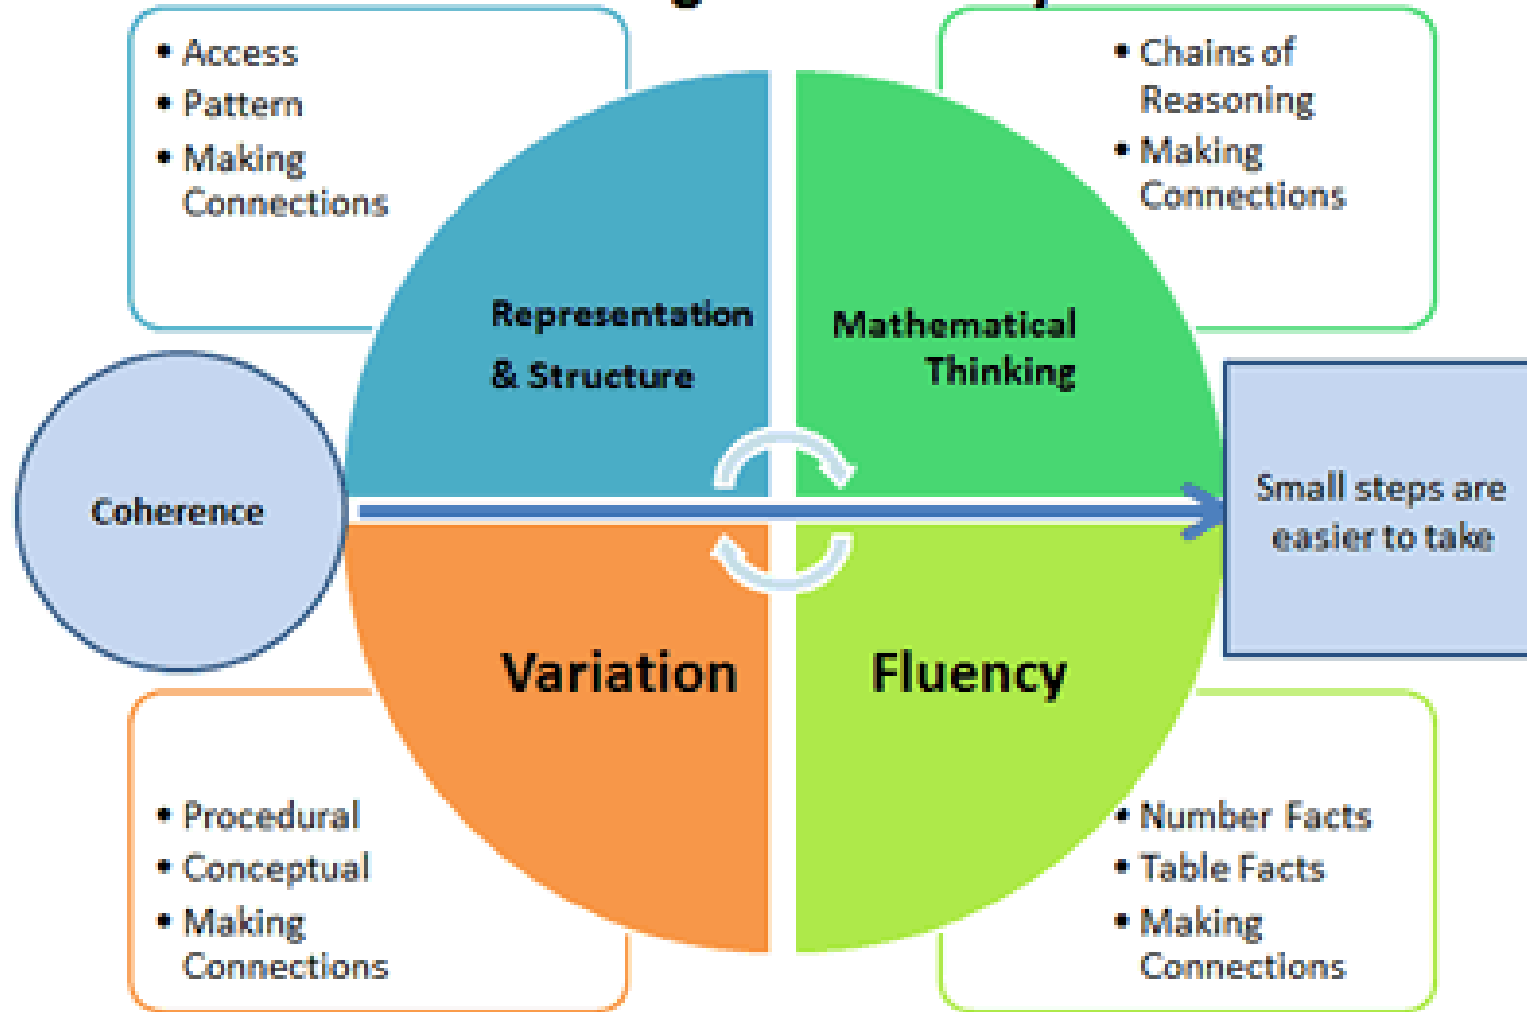 • Access
• Pattern
• Making
Connections
• Chains of
Reasoning
• Making
Connections
Representation
& Structure
Mathematical
Thinking
Coherence
Small steps are
easier to take
Variation
Fluency
• Procedural
• Conceptual
• Making
Connections
• Number Facts
• Table Facts
• Making
Connections